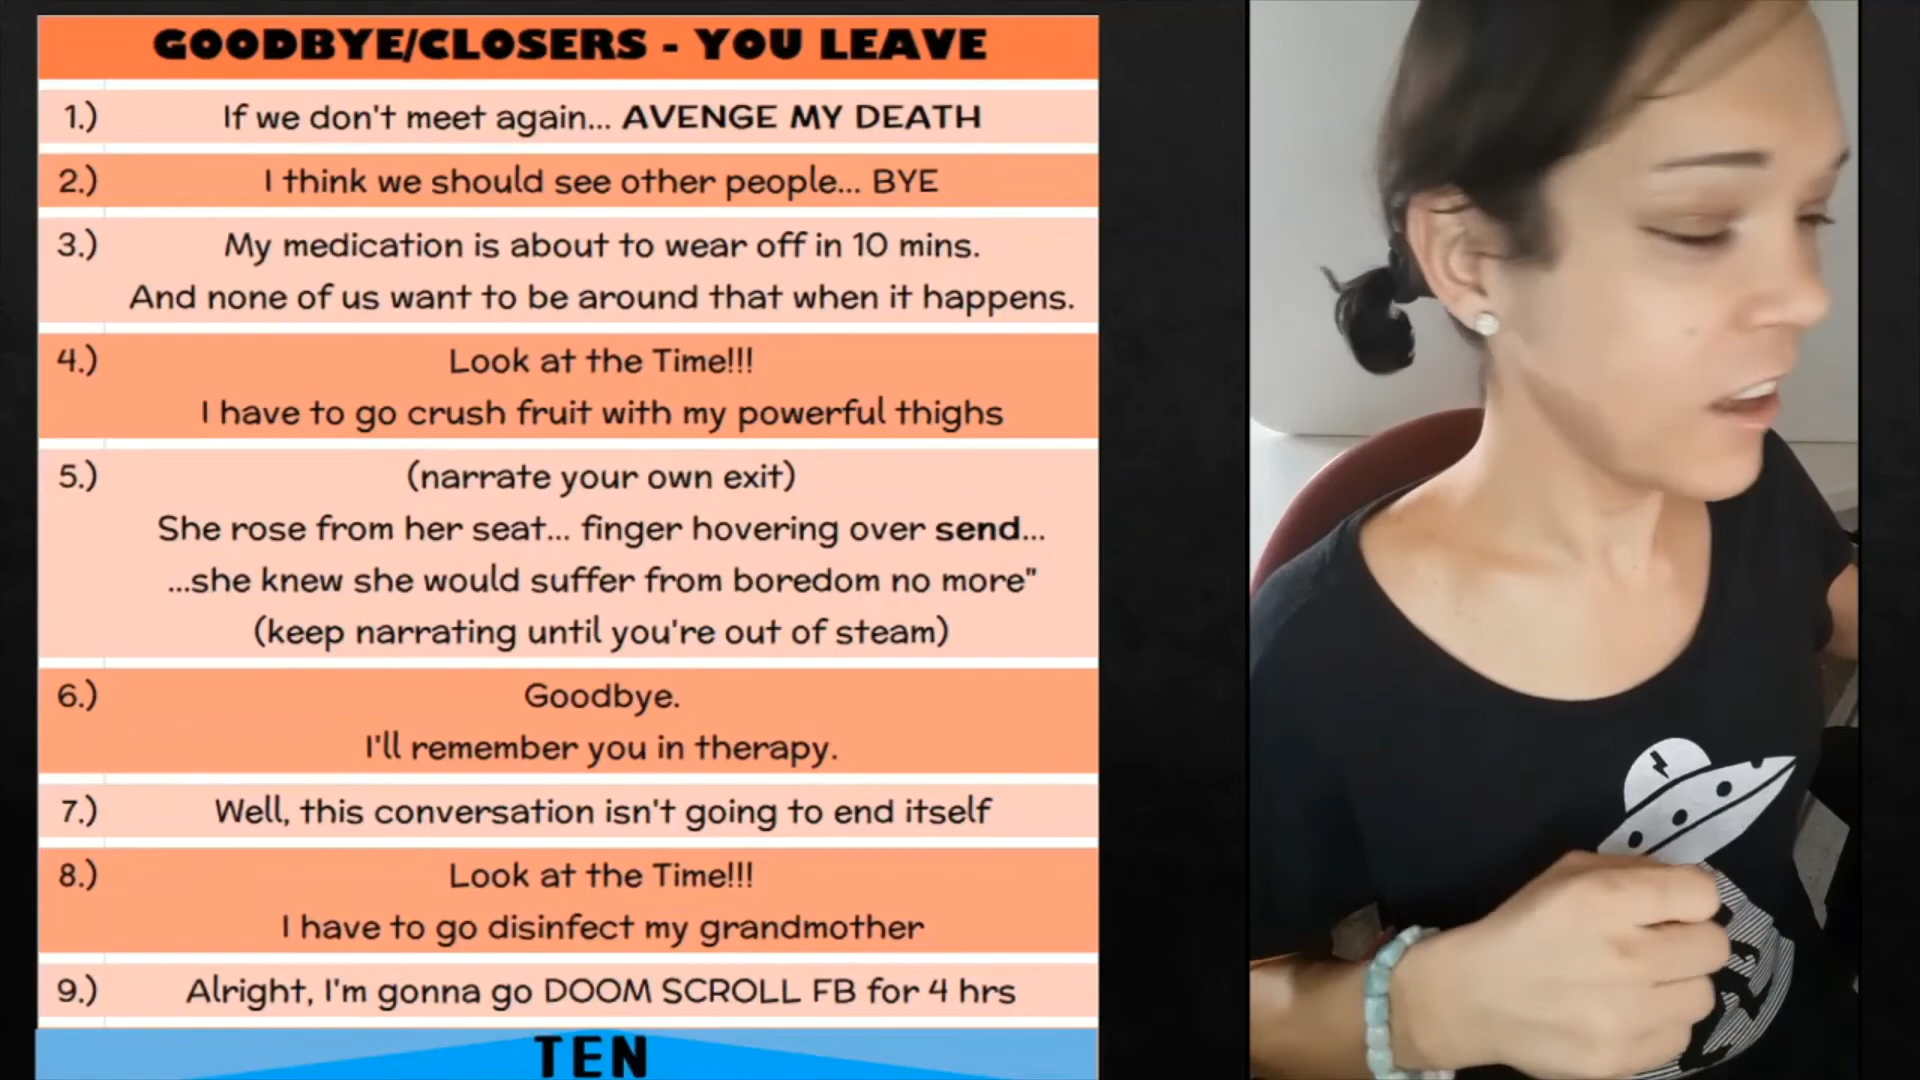 GOODBYE/CLOSERS - YOU LEAVE
1.) If we don't meet again... AVENGE MY DEATH
2.) I think we should see other people... BYE
3.) My medication is about to wear off in 10 mins.
And none of us want to be around that when it happens.
4.) Look at the Time!!!
I have to go crush fruit with my powerful thighs
5.) (narrate your own exit)
She rose from her seat... finger hovering over send...
...she knew she would suffer from boredom no more"
(keep narrating until you're out of steam)
6.) Goodbye.
I'll remember you in therapy.
7.) Well, this conversation isn't going to end itself
8.) Look at the Time!!!
I have to go disinfect my grandmother
9.) Alright, I'm gonna go DOOM SCROLL FB for 4 hrs
TEN